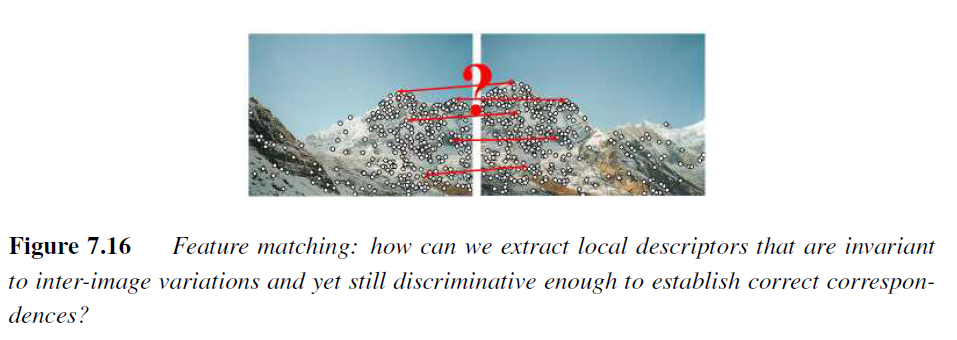 ?
Figure 7.16 Feature matching: how can we extract local descriptors that are invariant
to inter-image variations and yet still discriminative enough to establish correct correspon-
dences?